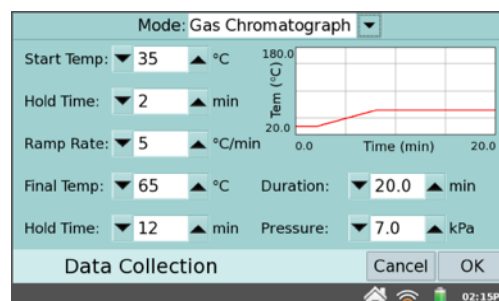 Mode: Gas Chromatograph
Start Temp: 35 °C
Hold Time: 2 min
Ramp Rate: 5 °C/min
Final Temp: 65 °C
Hold Time: 12 min
180.0
Tem (°C)
20.0
0.0 Time (min) 20.0
Duration: 20.0 min
Pressure: 7.0 kPa
Data Collection Cancel OK
02:15P